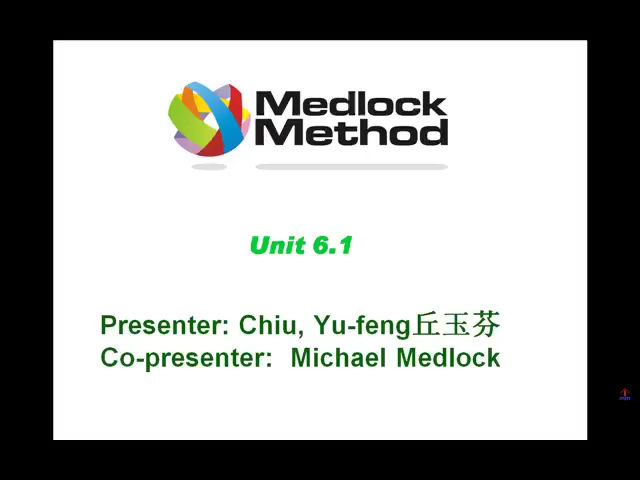 Medlock
Method
Unit 6.1
Presenter: Chiu, Yu-feng丘玉芬
Co-presenter:  Michael Medlock